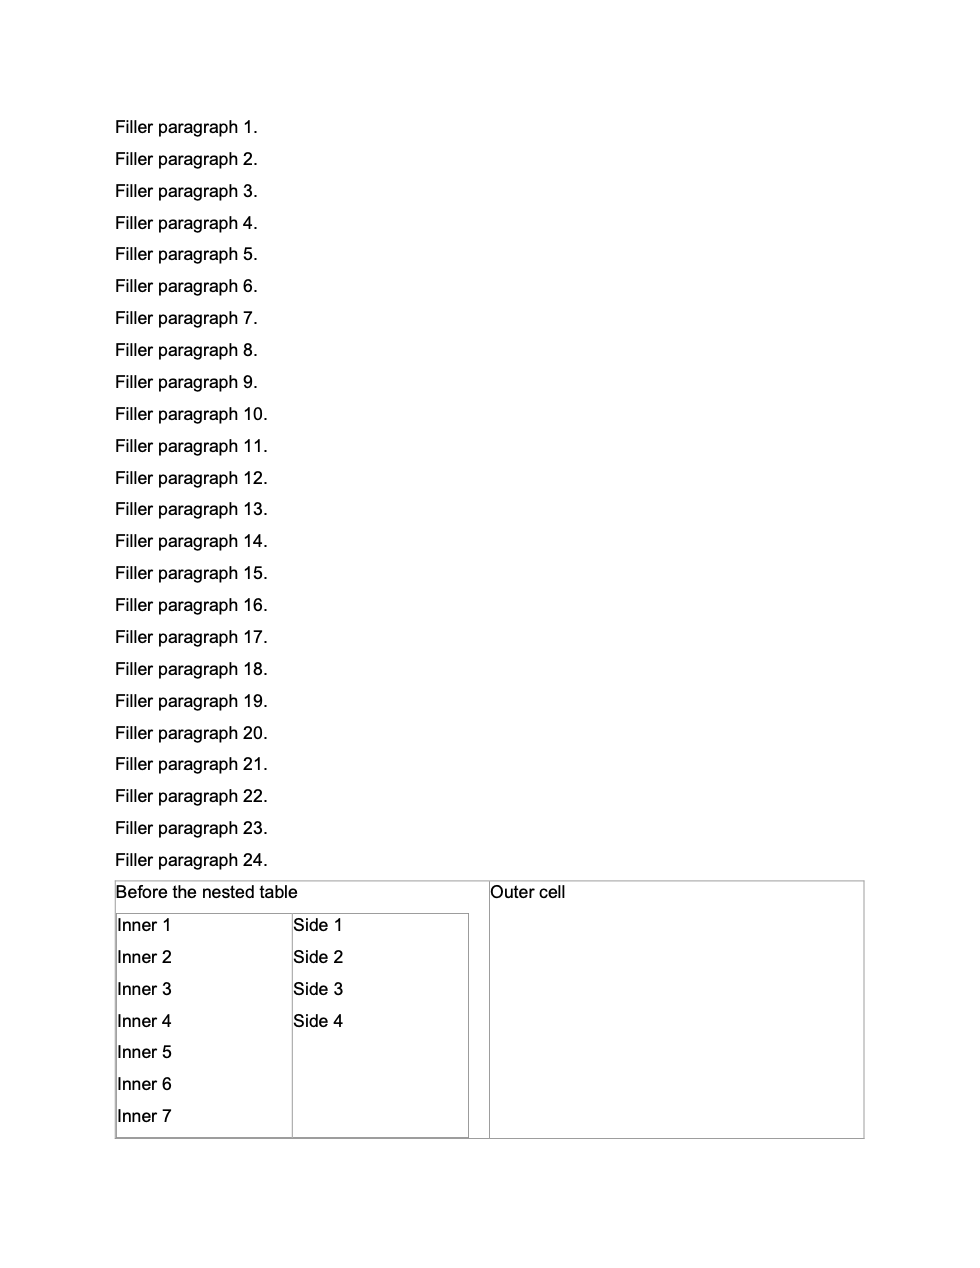 Filler paragraph 1.
Filler paragraph 2.
Filler paragraph 3.
Filler paragraph 4.
Filler paragraph 5.
Filler paragraph 6.
Filler paragraph 7.
Filler paragraph 8.
Filler paragraph 9.
Filler paragraph 10.
Filler paragraph 11.
Filler paragraph 12.
Filler paragraph 13.
Filler paragraph 14.
Filler paragraph 15.
Filler paragraph 16.
Filler paragraph 17.
Filler paragraph 18.
Filler paragraph 19.
Filler paragraph 20.
Filler paragraph 21.
Filler paragraph 22.
Filler paragraph 23.
Filler paragraph 24.
Before the nested table
Inner 1
Inner 2
Inner 3
Inner 4
Inner 5
Inner 6
Inner 7
Side 1
Side 2
Side 3
Side 4
Outer cell